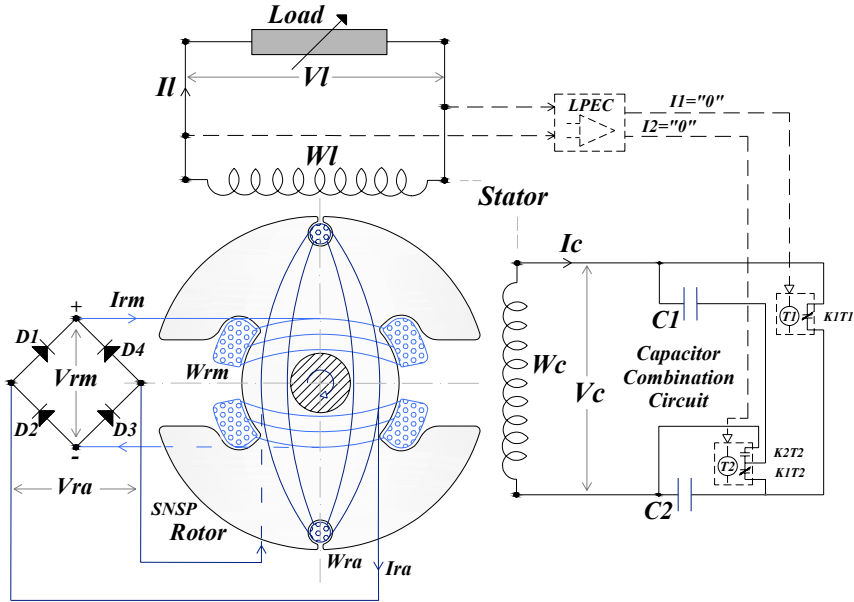 Load
Il
Vl
LPEC
I1="0"
I2="0"
Wl
Stator
Ic
Irm
+
D1
D4
Vrm
Wrm
C1
T1
K1T1
Wc
Vc
Capacitor
Combination
Circuit
D2
D3
-
K2T2
T2
K1T2
Vra
SNSP
Rotor
C2
Wra
Ira